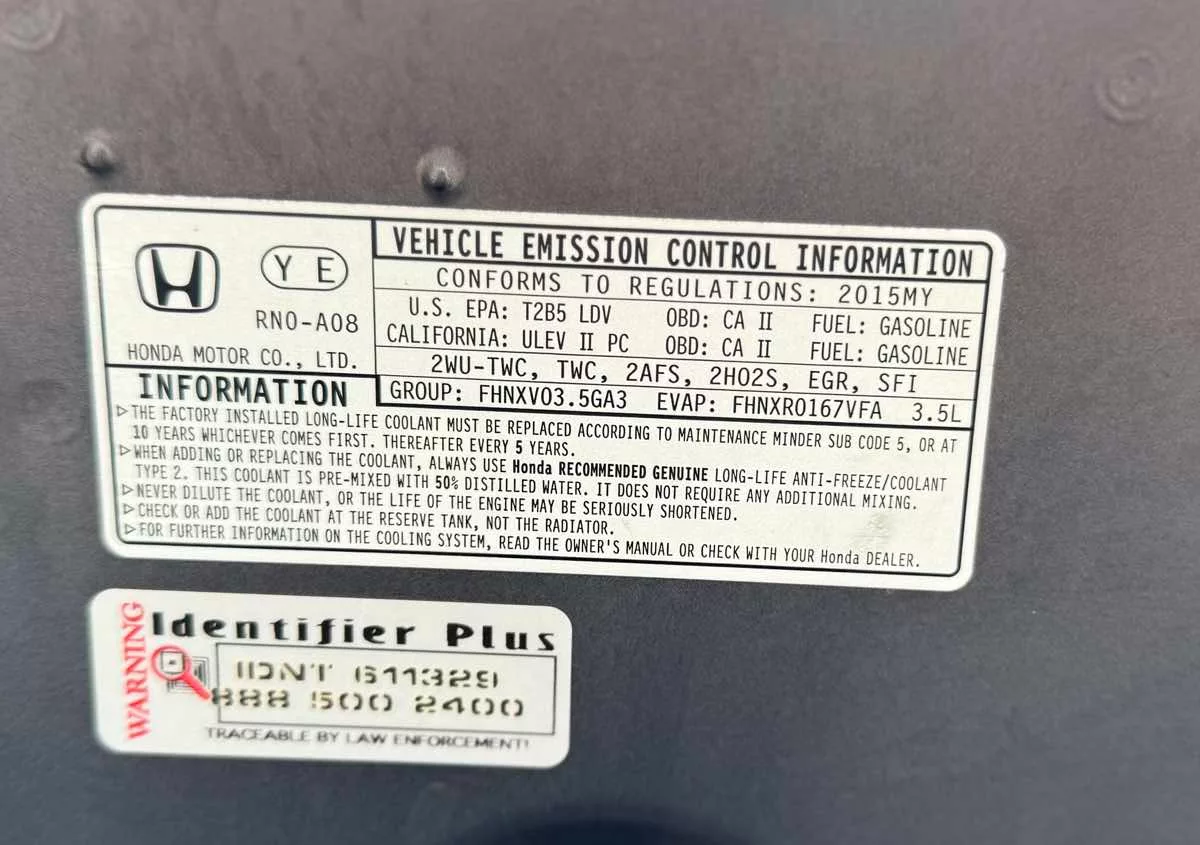 Y E
RN0-A08
HONDA MOTOR CO., LTD.
VEHICLE EMISSION CONTROL INFORMATION
CONFORMS TO REGULATIONS: 2015MY
U.S. EPA: T2B5 LDV OBD: CA II FUEL: GASOLINE
CALIFORNIA: ULEV II PC OBD: CA II FUEL: GASOLINE
2WU-TWC, TWC, 2AFS, 2HO2S, EGR, SFI
GROUP: FHNXV03.5GA3 EVAP: FHNXR0167VFA 3.5L
INFORMATION
▷THE FACTORY INSTALLED LONG-LIFE COOLANT MUST BE REPLACED ACCORDING TO MAINTENANCE MINDER SUB CODE 5, OR AT
10 YEARS WHICHEVER COMES FIRST. THEREAFTER EVERY 5 YEARS.
▷WHEN ADDING OR REPLACING THE COOLANT, ALWAYS USE Honda RECOMMENDED GENUINE LONG-LIFE ANTI-FREEZE/COOLANT
TYPE 2. THIS COOLANT IS PRE-MIXED WITH 50% DISTILLED WATER. IT DOES NOT REQUIRE ANY ADDITIONAL MIXING.
▷NEVER DILUTE THE COOLANT, OR THE LIFE OF THE ENGINE MAY BE SERIOUSLY SHORTENED.
▷CHECK OR ADD THE COOLANT AT THE RESERVE TANK, NOT THE RADIATOR.
▷FOR FURTHER INFORMATION ON THE COOLING SYSTEM, READ THE OWNER'S MANUAL OR CHECK WITH YOUR Honda DEALER.
WARNING
Identifier Plus
IDNT 611329
888 500 2400
TRACEABLE BY LAW ENFORCEMENT!